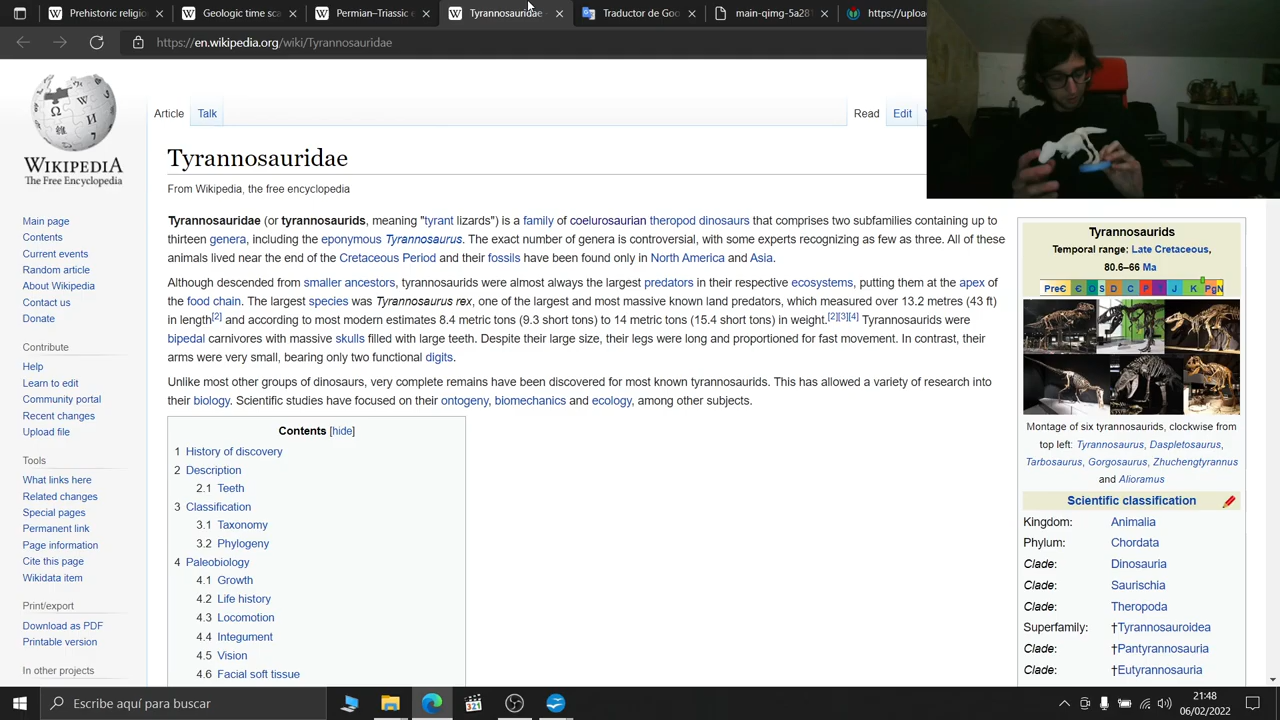 Prehistoric religio
Geologic time sca
Permian–Triassic e
Tyrannosauridae
Traductor de Goo
main-qimg-5a281
https://upload
https://en.wikipedia.org/wiki/Tyrannosauridae
WIKIPEDIA
The Free Encyclopedia
Main page
Contents
Current events
Random article
About Wikipedia
Contact us
Donate
Contribute
Help
Learn to edit
Community portal
Recent changes
Upload file
Tools
What links here
Related changes
Special pages
Permanent link
Page information
Cite this page
Wikidata item
Print/export
Download as PDF
Printable version
In other projects
Article Talk
Read Edit
Tyrannosauridae
From Wikipedia, the free encyclopedia
Tyrannosauridae (or tyrannosaurids, meaning "tyrant lizards") is a family of coelurosaurian theropod dinosaurs that comprises two subfamilies containing up to
thirteen genera, including the eponymous Tyrannosaurus. The exact number of genera is controversial, with some experts recognizing as few as three. All of these
animals lived near the end of the Cretaceous Period and their fossils have been found only in North America and Asia.
Although descended from smaller ancestors, tyrannosaurids were almost always the largest predators in their respective ecosystems, putting them at the apex of
the food chain. The largest species was Tyrannosaurus rex, one of the largest and most massive known land predators, which measured over 13.2 metres (43 ft)
in length[2] and according to most modern estimates 8.4 metric tons (9.3 short tons) to 14 metric tons (15.4 short tons) in weight.[2][3][4] Tyrannosaurids were
bipedal carnivores with massive skulls filled with large teeth. Despite their large size, their legs were long and proportioned for fast movement. In contrast, their
arms were very small, bearing only two functional digits.
Unlike most other groups of dinosaurs, very complete remains have been discovered for most known tyrannosaurids. This has allowed a variety of research into
their biology. Scientific studies have focused on their ontogeny, biomechanics and ecology, among other subjects.
Contents [hide]
1 History of discovery
2 Description
2.1 Teeth
3 Classification
3.1 Taxonomy
3.2 Phylogeny
4 Paleobiology
4.1 Growth
4.2 Life history
4.3 Locomotion
4.4 Integument
4.5 Vision
4.6 Facial soft tissue
Tyrannosaurids
Temporal range: Late Cretaceous,
80.6–66 Ma
PreЄ Є O S D C P T J K PgN
Montage of six tyrannosaurids, clockwise from
top left: Tyrannosaurus, Daspletosaurus,
Tarbosaurus, Gorgosaurus, Zhuchengtyrannus
and Alioramus
Scientific classification
Kingdom: Animalia
Phylum: Chordata
Clade: Dinosauria
Clade: Saurischia
Clade: Theropoda
Superfamily: †Tyrannosauroidea
Clade: †Pantyrannosauria
Clade: †Eutyrannosauria
Escribe aquí para buscar
21:48
06/02/2022